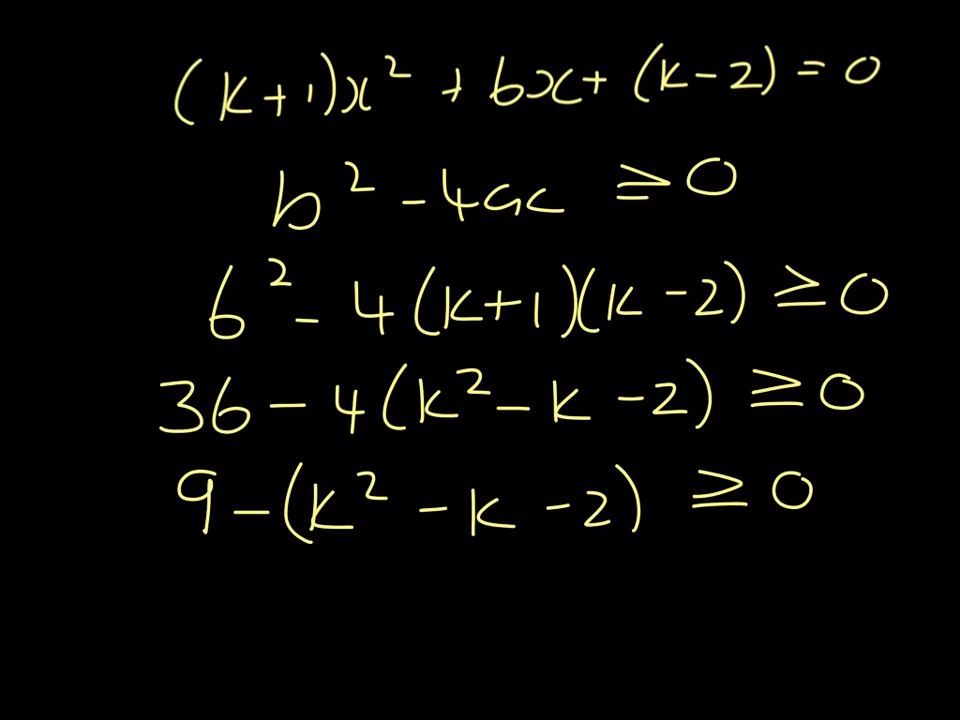 (k+1)x² + 6x + (k-2) = 0
b² - 4ac ≥ 0
6² - 4(k+1)(k-2) ≥ 0
36 - 4(k² - k - 2) ≥ 0
9 - (k² - k - 2) ≥ 0